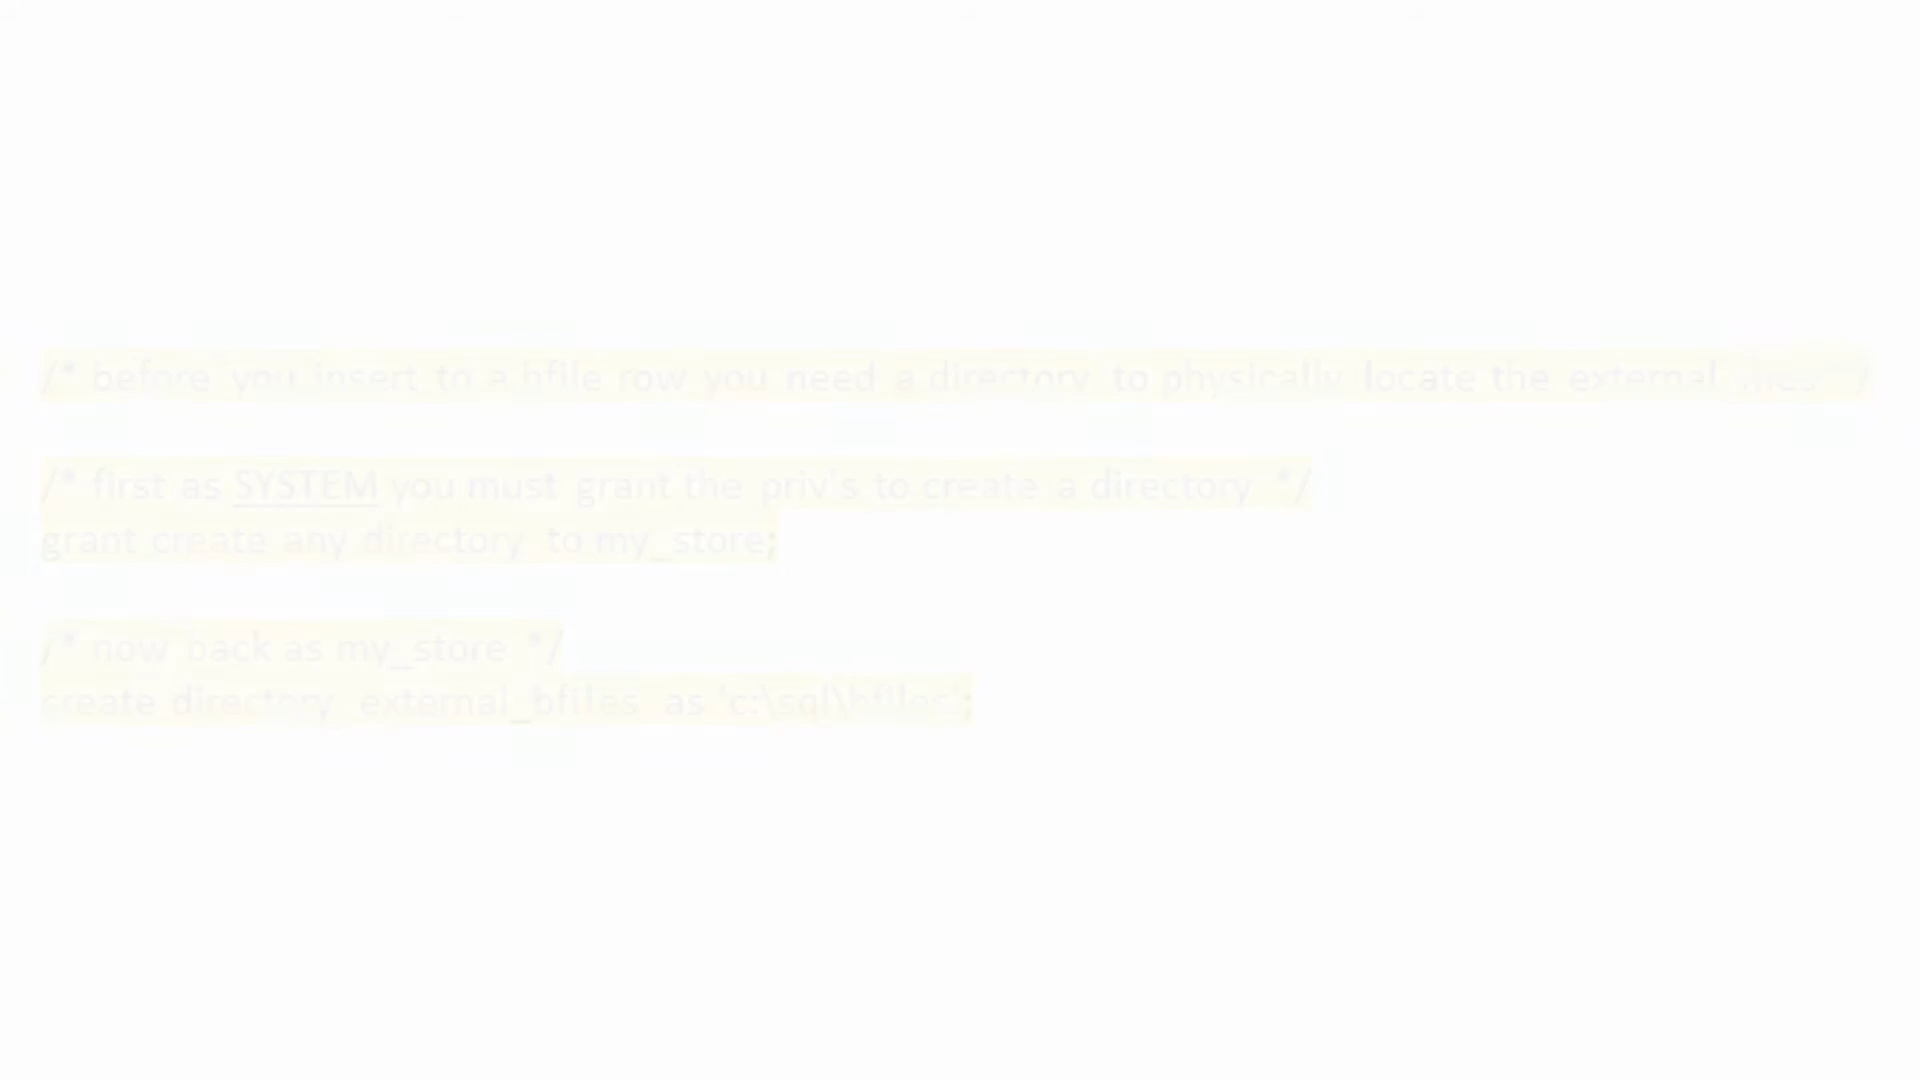 /* before you insert to a bfile row you need a directory to physically locate the external files */
/* first as SYSTEM you must grant the priv's to create a directory */
grant create any directory to my_store;
/* now back as my_store */
create directory external_bfiles as 'c:\sql\bfiles';